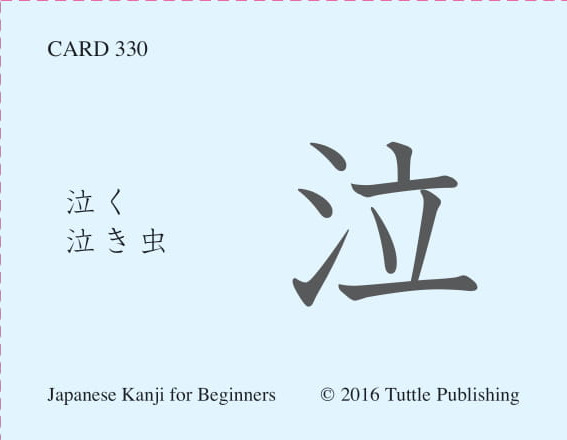 CARD 330
泣く
泣き虫
泣
Japanese Kanji for Beginners
© 2016 Tuttle Publishing